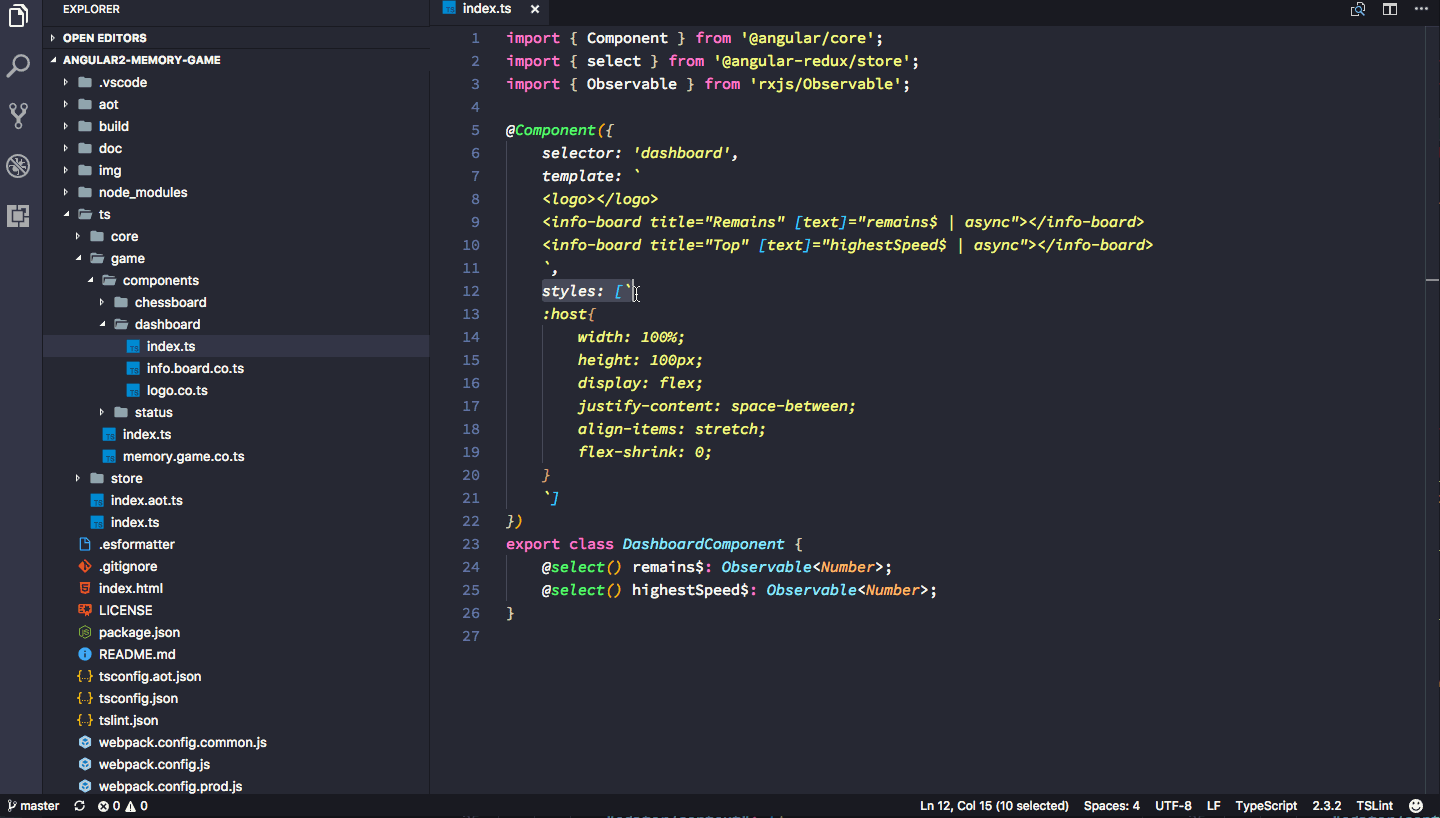 EXPLORER
OPEN EDITORS
ANGULAR2-MEMORY-GAME
.vscode
aot
build
doc
img
node_modules
ts
core
game
components
chessboard
dashboard
index.ts
info.board.co.ts
logo.co.ts
status
index.ts
memory.game.co.ts
store
index.aot.ts
index.ts
.esformatter
.gitignore
index.html
LICENSE
package.json
README.md
tsconfig.aot.json
tsconfig.json
tslint.json
webpack.config.common.js
webpack.config.js
webpack.config.prod.js
index.ts
1 import { Component } from '@angular/core';
2 import { select } from '@angular-redux/store';
3 import { Observable } from 'rxjs/Observable';
4
5 @Component({
6     selector: 'dashboard',
7     template: `
8     <logo></logo>
9     <info-board title="Remains" [text]="remains$ | async"></info-board>
10     <info-board title="Top" [text]="highestSpeed$ | async"></info-board>
11     `,
12     styles: [`
13     :host{
14         width: 100%;
15         height: 100px;
16         display: flex;
17         justify-content: space-between;
18         align-items: stretch;
19         flex-shrink: 0;
20     }
21     `]
22 })
23 export class DashboardComponent {
24     @select() remains$: Observable<Number>;
25     @select() highestSpeed$: Observable<Number>;
26 }
27
master 0 0 Ln 12, Col 15 (10 selected) Spaces: 4 UTF-8 LF TypeScript 2.3.2 TSLint